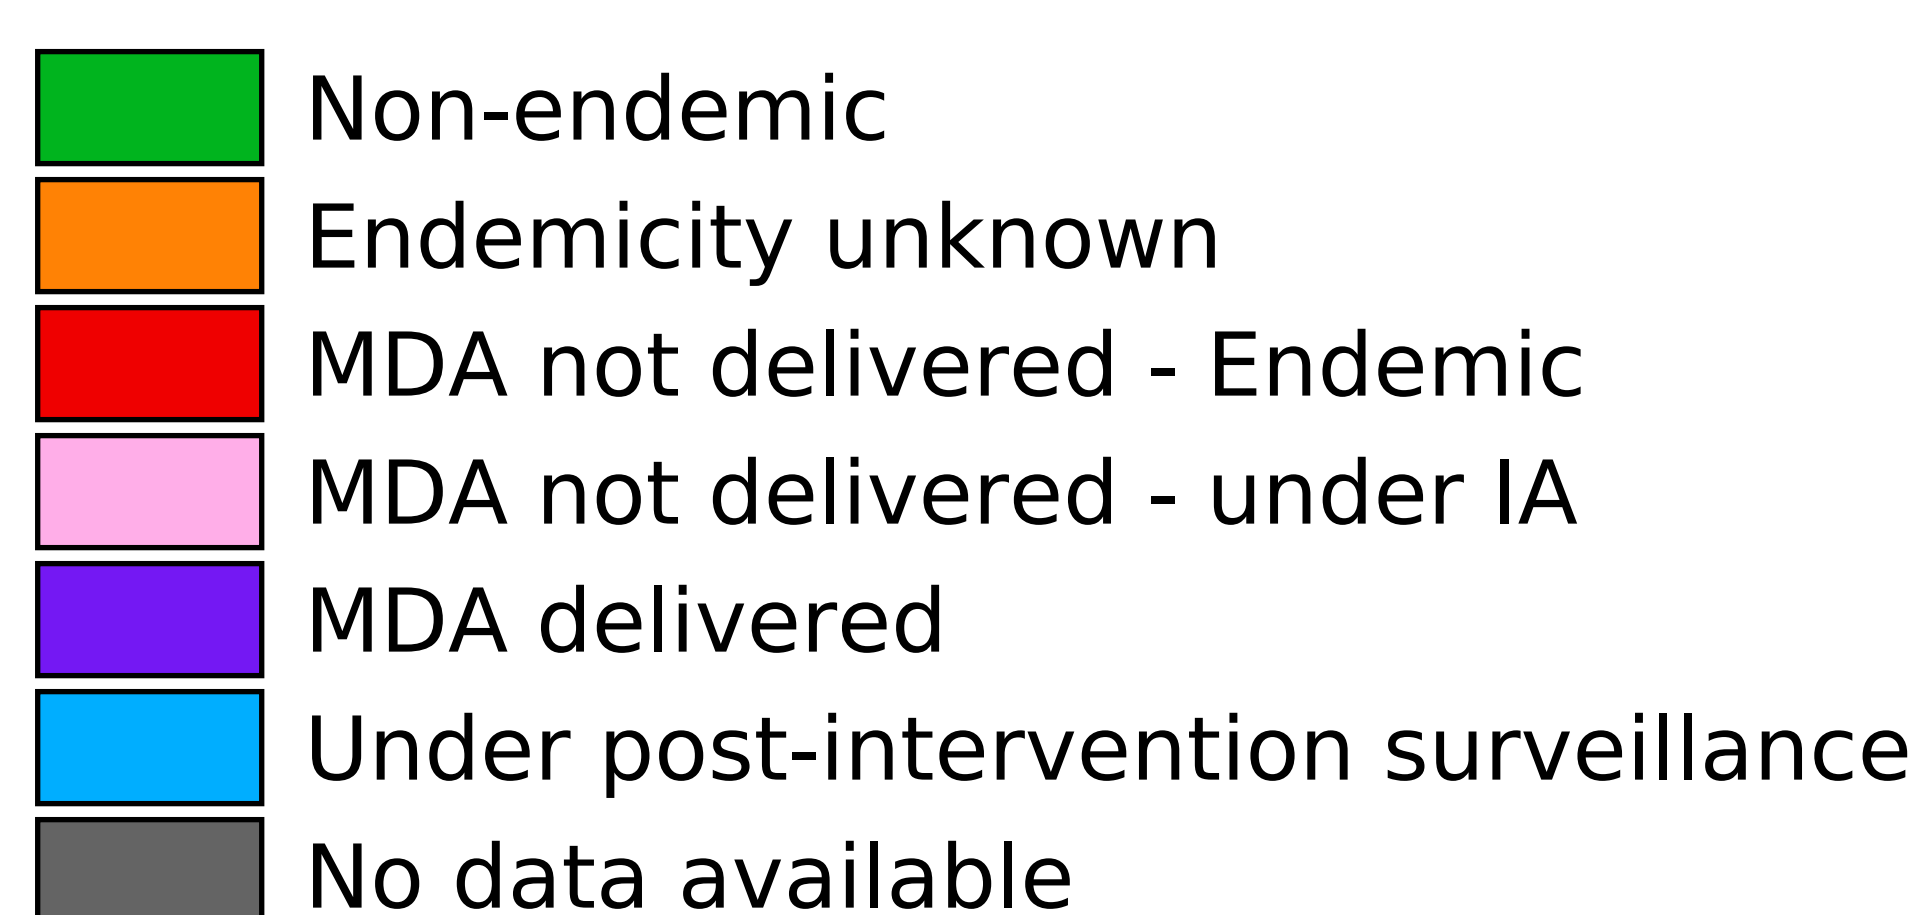 Non-endemic
Endemicity unknown
MDA not delivered - Endemic
MDA not delivered - under IA
MDA delivered
Under post-intervention surveillance
No data available